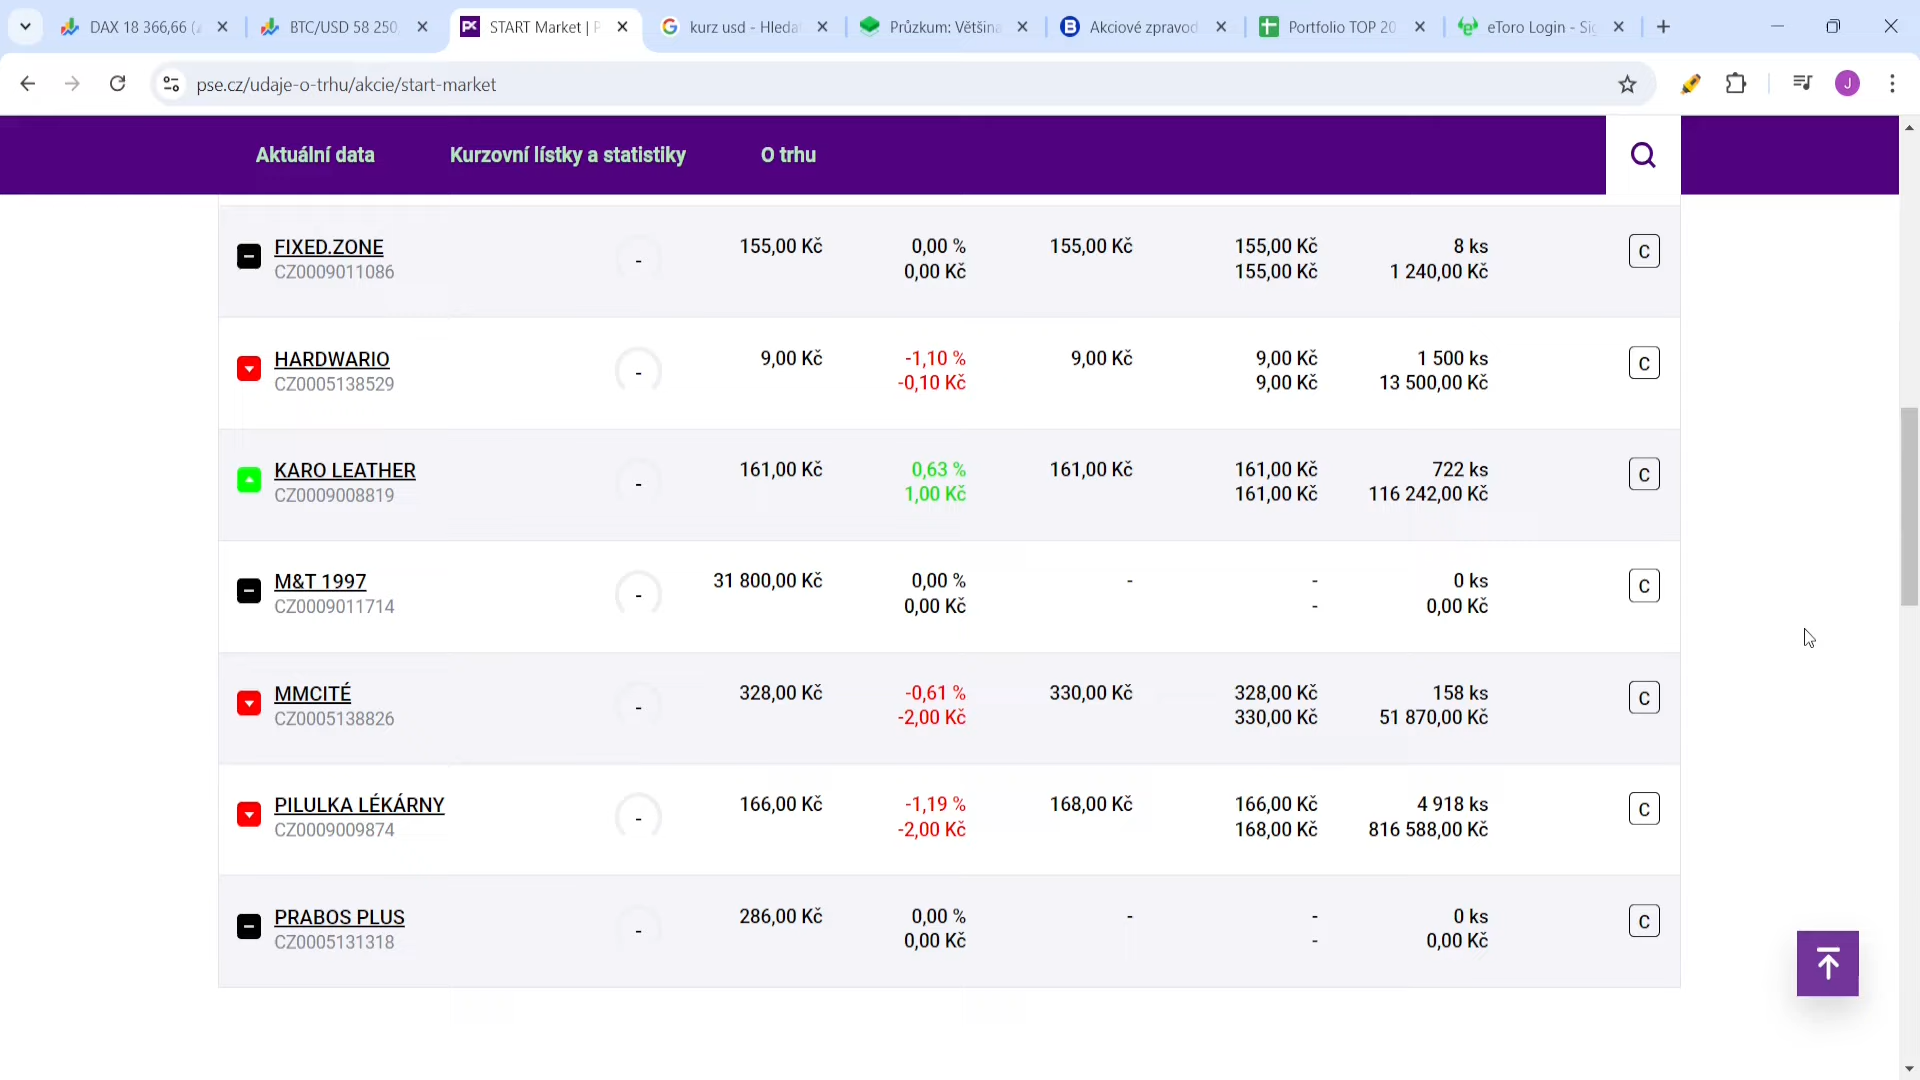 DAX 18 366,66 (
BTC/USD 58 250
START Market | P
kurz usd - Hleda
Průzkum: Většina
Akciové zpravod
Portfolio TOP 20
eToro Login - Sig
pse.cz/udaje-o-trhu/akcie/start-market
J
Aktuální data
Kurzovní lístky a statistiky
O trhu
FIXED.ZONE - 155,00 Kč 0,00 % 155,00 Kč 155,00 Kč 8 ks C
CZ0009011086 0,00 Kč 155,00 Kč 1 240,00 Kč
HARDWARIO - 9,00 Kč -1,10 % 9,00 Kč 9,00 Kč 1 500 ks C
CZ0005138529 -0,10 Kč 9,00 Kč 13 500,00 Kč
KARO LEATHER - 161,00 Kč 0,63 % 161,00 Kč 161,00 Kč 722 ks C
CZ0009008819 1,00 Kč 161,00 Kč 116 242,00 Kč
M&T 1997 - 31 800,00 Kč 0,00 % - - 0 ks C
CZ0009011714 0,00 Kč - 0,00 Kč
MMCITÉ - 328,00 Kč -0,61 % 330,00 Kč 328,00 Kč 158 ks C
CZ0005138826 -2,00 Kč 330,00 Kč 51 870,00 Kč
PILULKA LÉKÁRNY - 166,00 Kč -1,19 % 168,00 Kč 166,00 Kč 4 918 ks C
CZ0009009874 -2,00 Kč 168,00 Kč 816 588,00 Kč
PRABOS PLUS - 286,00 Kč 0,00 % - - 0 ks C
CZ0005131318 0,00 Kč - 0,00 Kč